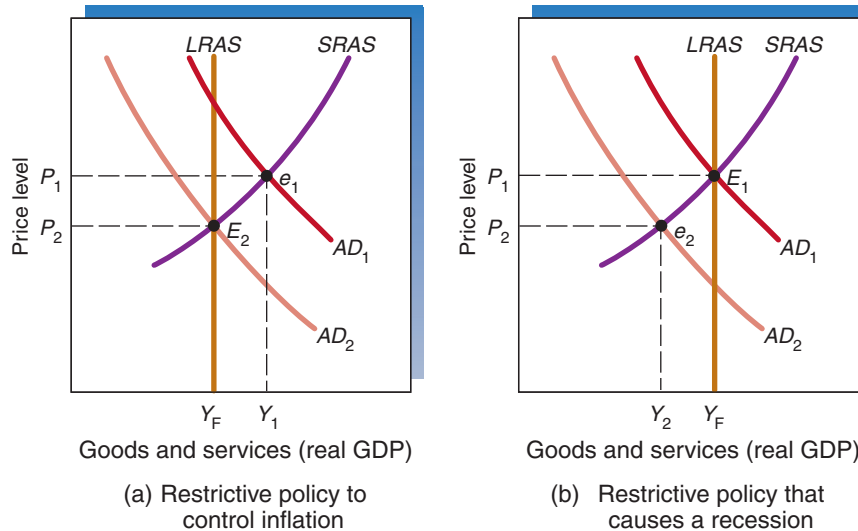 LRAS SRAS
Price level
P1
e1
P2
E2
AD1
AD2
YF Y1
Goods and services (real GDP)
(a) Restrictive policy to
control inflation
LRAS SRAS
Price level
P1
E1
P2
e2
AD1
AD2
Y2 YF
Goods and services (real GDP)
(b) Restrictive policy that
causes a recession